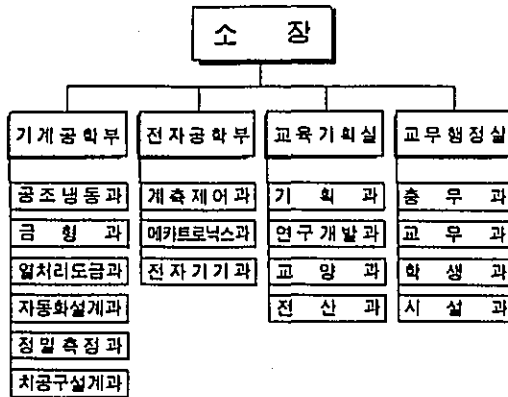 소 장
기계공학부
전자공학부
교육기획실
교무행정실
공조냉동과
금형과
열처리도금과
자동화설계과
정밀측정과
치공구설계과
계측제어과
메카트로닉스과
전자기기과
기획과
연구개발과
교양과
전산과
총무과
교무과
학생과
시설과